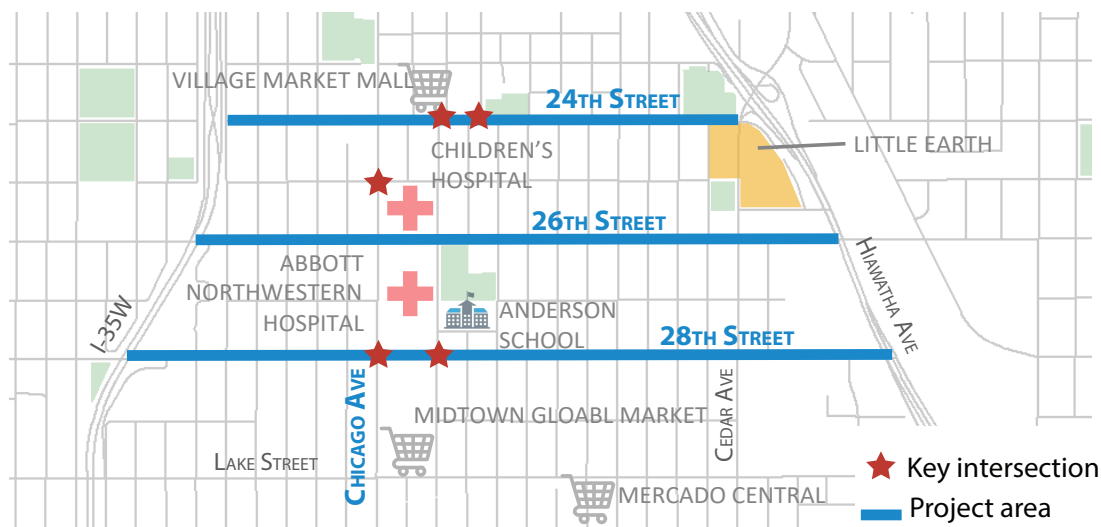 VILLAGE MARKET MALL
24TH STREET
CHILDREN'S
HOSPITAL
LITTLE EARTH
26TH STREET
ABBOTT
NORTHWESTERN
HOSPITAL
HIAWATHA AVE
I-35W
ANDERSON
SCHOOL
28TH STREET
CHICAGO AVE
MIDTOWN GLOABL MARKET
CEDAR AVE
LAKE STREET
MERCADO CENTRAL
Key intersection
Project area